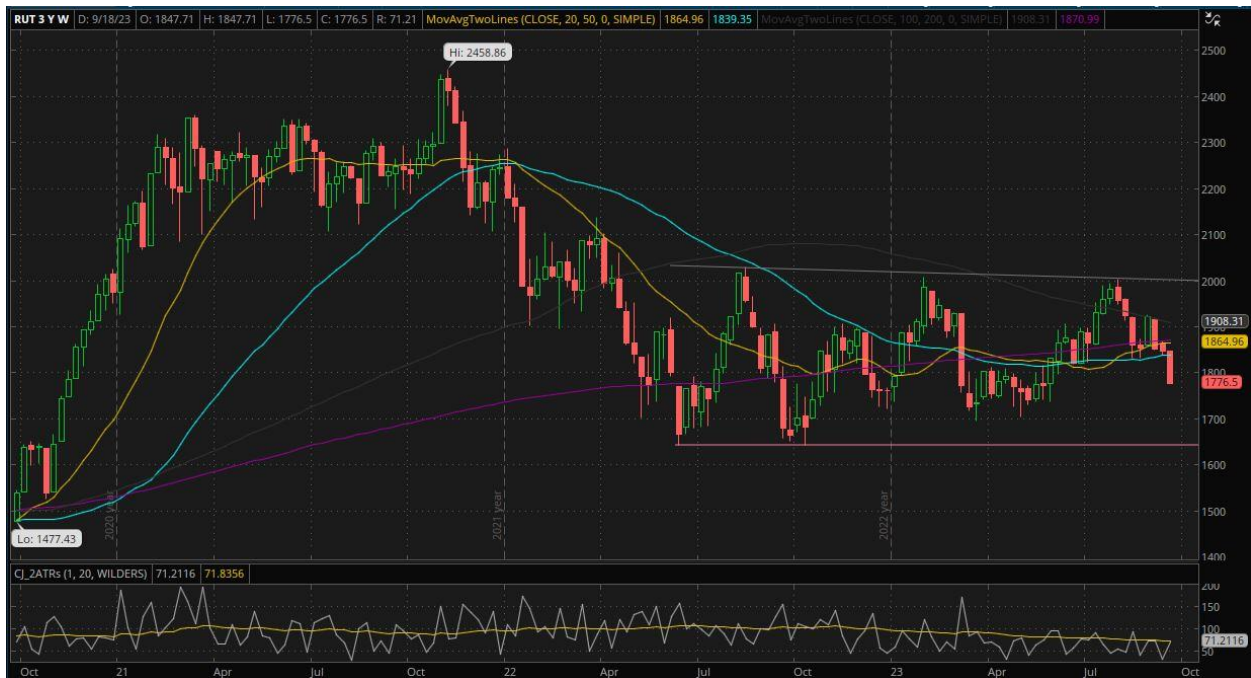 RUT 3 Y W D: 9/18/23 O: 1847.71 H: 1847.71 L: 1776.5 C: 1776.5 R: 71.21 MovAvgTwoLines (CLOSE, 20, 50, 0, SIMPLE) 1864.96 1839.35 MovAvgTwoLines (CLOSE, 100, 200, 0, SIMPLE) 1908.31 1870.99
Hi: 2458.86
2500
2400
2300
2200
2100
2000
1900
1908.31
1864.96
1800
1776.5
1700
1600
1500
1400
2020 year
2021 year
2022 year
Lo: 1477.43
CJ_2ATRs (1, 20, WILDERS) 71.2116 71.8356
200
150
100
71.2116
50
Oct 21 Apr Jul Oct 22 Apr Jul Oct 23 Apr Jul Oct